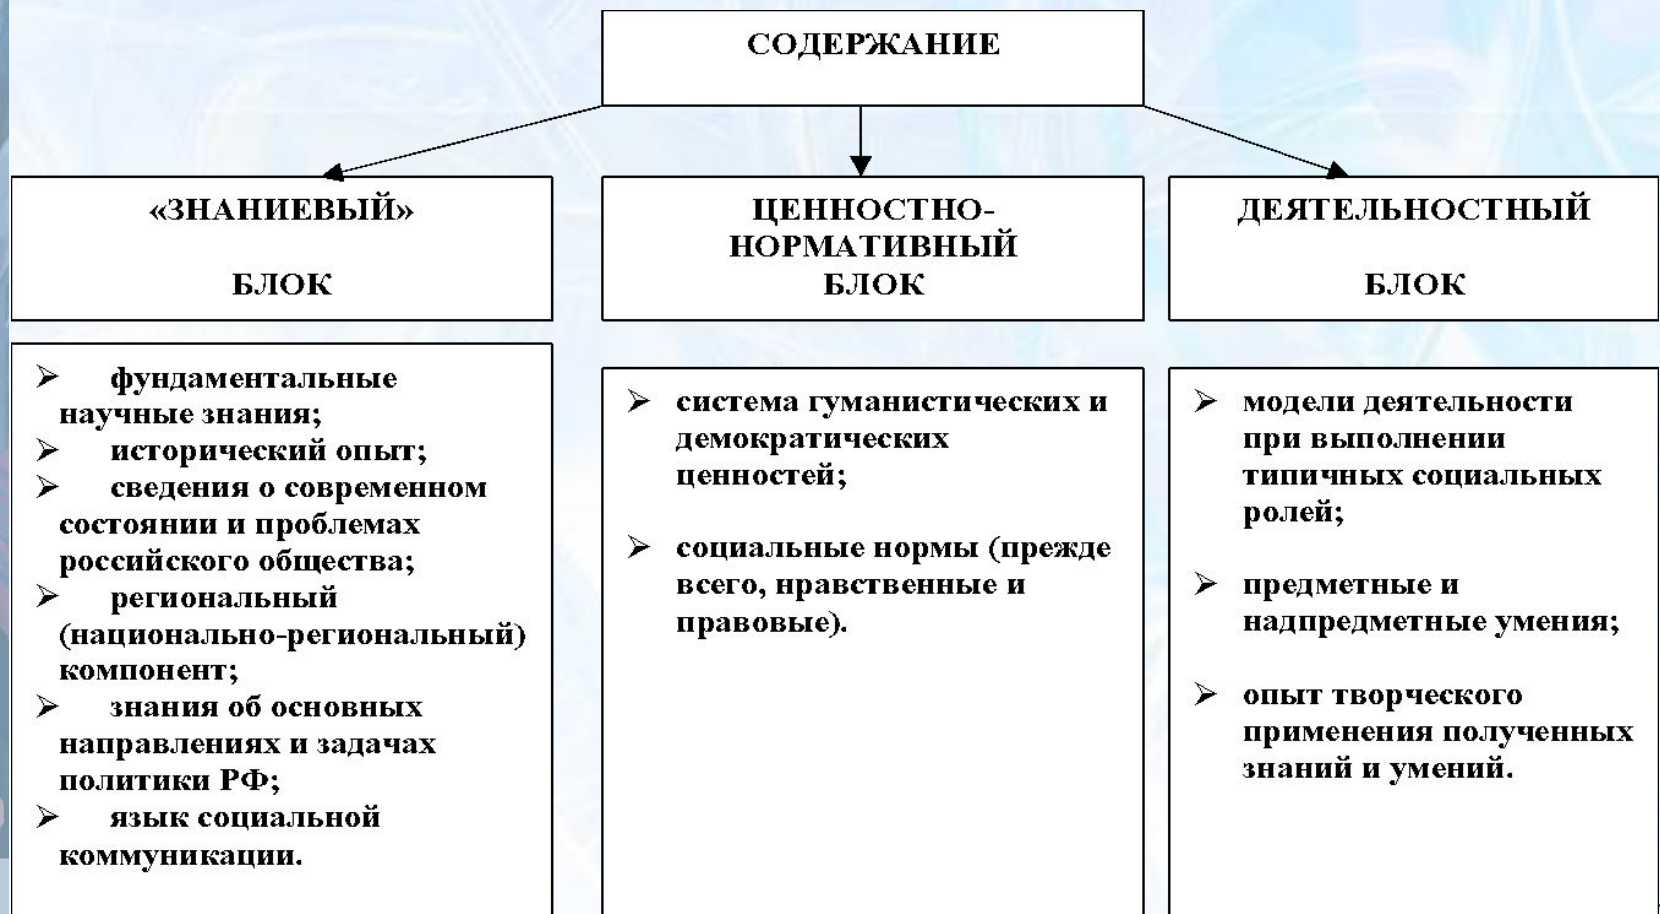 СОДЕРЖАНИЕ
«ЗНАНИЕВЫЙ»
БЛОК
ЦЕННОСТНО-
НОРМАТИВНЫЙ
БЛОК
ДЕЯТЕЛЬНОСТНЫЙ
БЛОК
➢ фундаментальные
научные знания;
➢ исторический опыт;
➢ сведения о современном
состоянии и проблемах
российского общества;
➢ региональный
(национально-региональный)
компонент;
➢ знания об основных
направлениях и задачах
политики РФ;
➢ язык социальной
коммуникации.
➢ система гуманистических и
демократических
ценностей;
➢ социальные нормы (прежде
всего, нравственные и
правовые).
➢ модели деятельности
при выполнении
типичных социальных
ролей;
➢ предметные и
надпредметные умения;
➢ опыт творческого
применения полученных
знаний и умений.